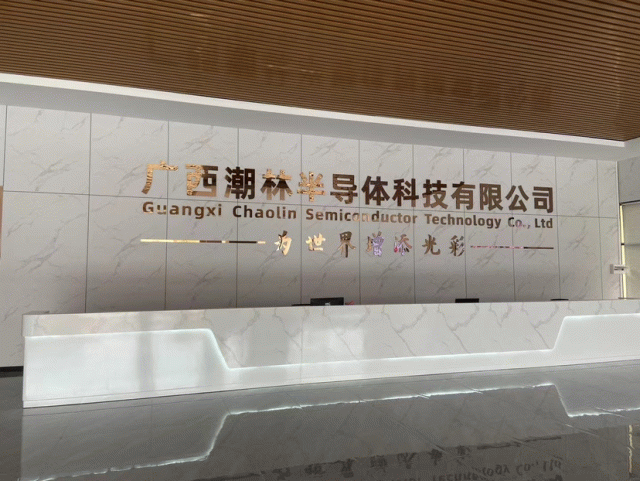 广西潮林半导体科技有限公司
Guangxi Chaolin Semiconductor Technology Co., Ltd
为世界增添光彩